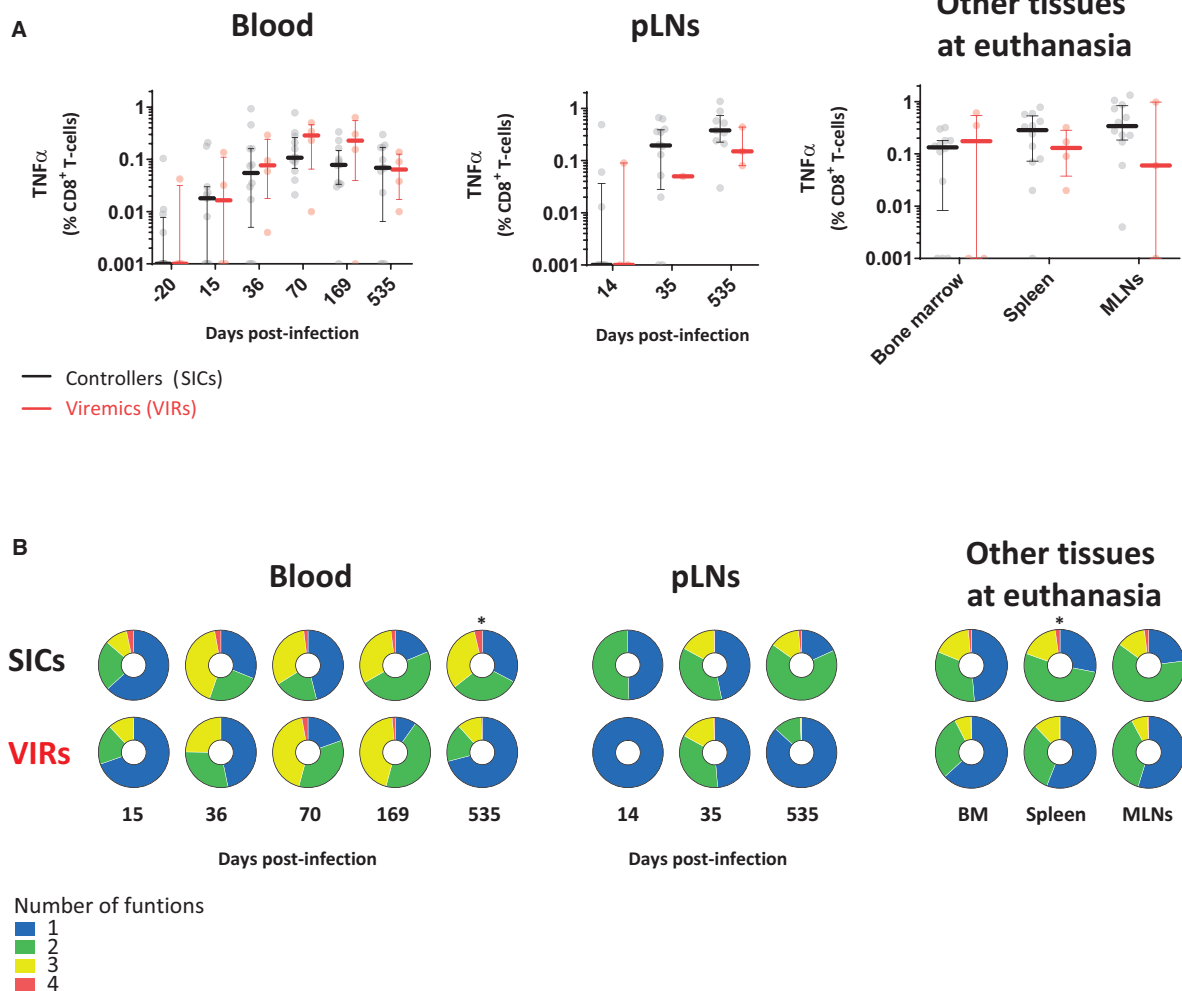 A
Blood
pLNs
Other tissues
at euthanasia
TNFα
(% CD8+ T-cells)
1
0.1
0.01
0.001
-20
15
36
70
169
535
Days post-infection
TNFα
(% CD8+ T-cells)
1
0.1
0.01
0.001
14
35
535
Days post-infection
TNFα
(% CD8+ T-cells)
1
0.1
0.01
0.001
Bone marrow
Spleen
MLNs
Controllers (SICs)
Viremics (VIRs)
B
Blood
pLNs
Other tissues
at euthanasia
*
*
SICs
VIRs
15 36 70 169 535
14 35 535
BM Spleen MLNs
Days post-infection
Days post-infection
Number of funtions
1
2
3
4